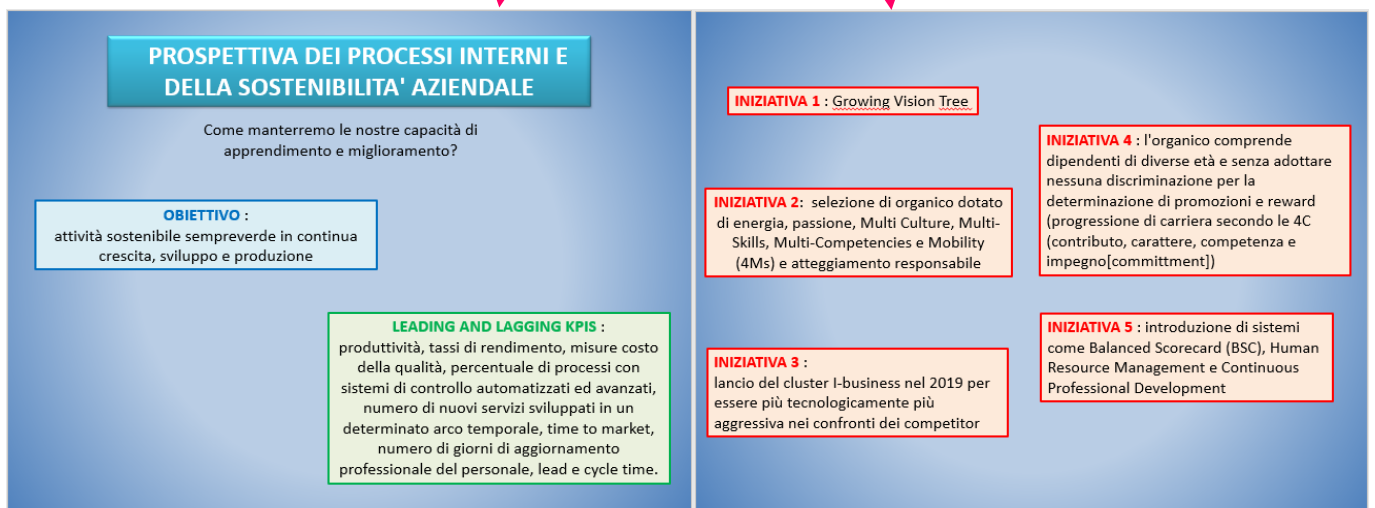 PROSPETTIVA DEI PROCESSI INTERNI E
DELLA SOSTENIBILITA' AZIENDALE
Come manterremo le nostre capacità di
apprendimento e miglioramento?
OBIETTIVO :
attività sostenibile sempreverde in continua
crescita, sviluppo e produzione
LEADING AND LAGGING KPIS :
produttività, tassi di rendimento, misure costo
della qualità, percentuale di processi con
sistemi di controllo automatizzati ed avanzati,
numero di nuovi servizi sviluppati in un
determinato arco temporale, time to market,
numero di giorni di aggiornamento
professionale del personale, lead e cycle time.
INIZIATIVA 1 : Growing Vision Tree
INIZIATIVA 2: selezione di organico dotato
di energia, passione, Multi Culture, Multi-
Skills, Multi-Competencies e Mobility
(4Ms) e atteggiamento responsabile
INIZIATIVA 3 :
lancio del cluster I-business nel 2019 per
essere più tecnologicamente più
aggressiva nei confronti dei competitor
INIZIATIVA 4 : l'organico comprende
dipendenti di diverse età e senza adottare
nessuna discriminazione per la
determinazione di promozioni e reward
(progressione di carriera secondo le 4C
(contributo, carattere, competenza e
impegno[committment])
INIZIATIVA 5 : introduzione di sistemi
come Balanced Scorecard (BSC), Human
Resource Management e Continuous
Professional Development